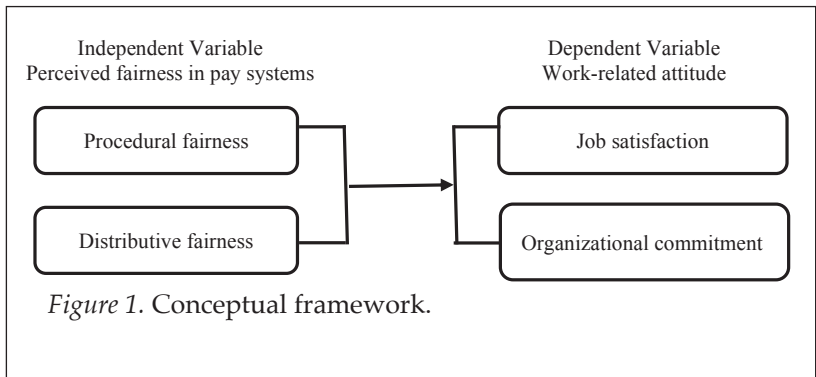 Independent Variable
Perceived fairness in pay systems
Procedural fairness
Distributive fairness
Dependent Variable
Work-related attitude
Job satisfaction
Organizational commitment
Figure 1. Conceptual framework.